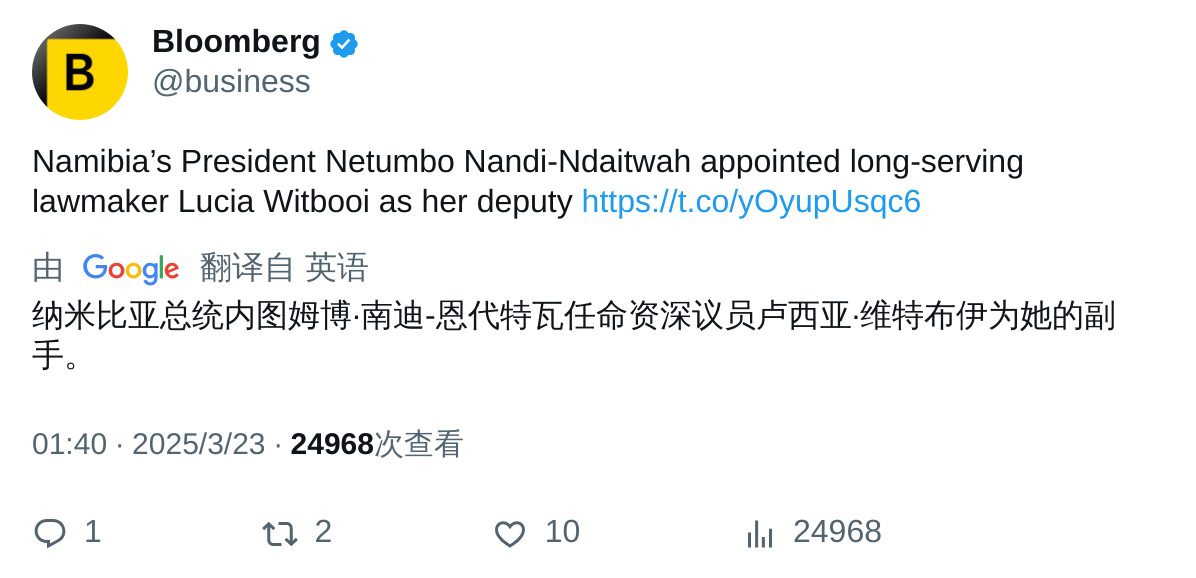 B
Bloomberg
@business
Namibia’s President Netumbo Nandi-Ndaitwah appointed long-serving
lawmaker Lucia Witbooi as her deputy https://t.co/yOyupUsqc6
由 Google 翻译自 英语
纳米比亚总统内图姆博·南迪-恩代特瓦任命资深议员卢西亚·维特布伊为她的副
手。
01:40 · 2025/3/23 · 24968次查看
1 2 10 24968